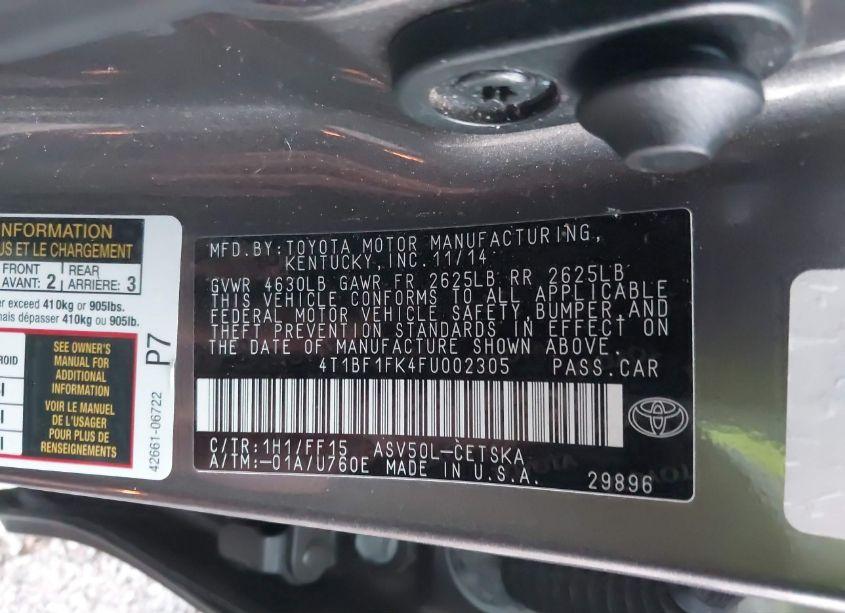 INFORMATION
US ET LE CHARGEMENT
FRONT
AVANT: 2
REAR
ARRIÈRE: 3
er exceed 410kg or 905lbs.
mais dépasser 410kg ou 905lb.
SEE OWNER'S
MANUAL FOR
ADDITIONAL
INFORMATION
VOIR LE MANUEL
DE L'USAGER
POUR PLUS DE
RENSEIGNEMENTS
P7
42661-06722
MFD.BY:TOYOTA MOTOR MANUFACTURING,
KENTUCKY,INC.11/14
GVWR 4630LB GAWR FR 2625LB RR 2625LB
THIS VEHICLE CONFORMS TO ALL APPLICABLE
FEDERAL MOTOR VEHICLE SAFETY,BUMPER,AND
THEFT PREVENTION STANDARDS IN EFFECT ON
THE DATE OF MANUFACTURE SHOWN ABOVE.
4T1BF1FK4FU002305 PASS.CAR
C/TR:1H1/FF15 ASV50L-CETSKA
A/TM:-01A/U760E MADE IN U.S.A.
29896